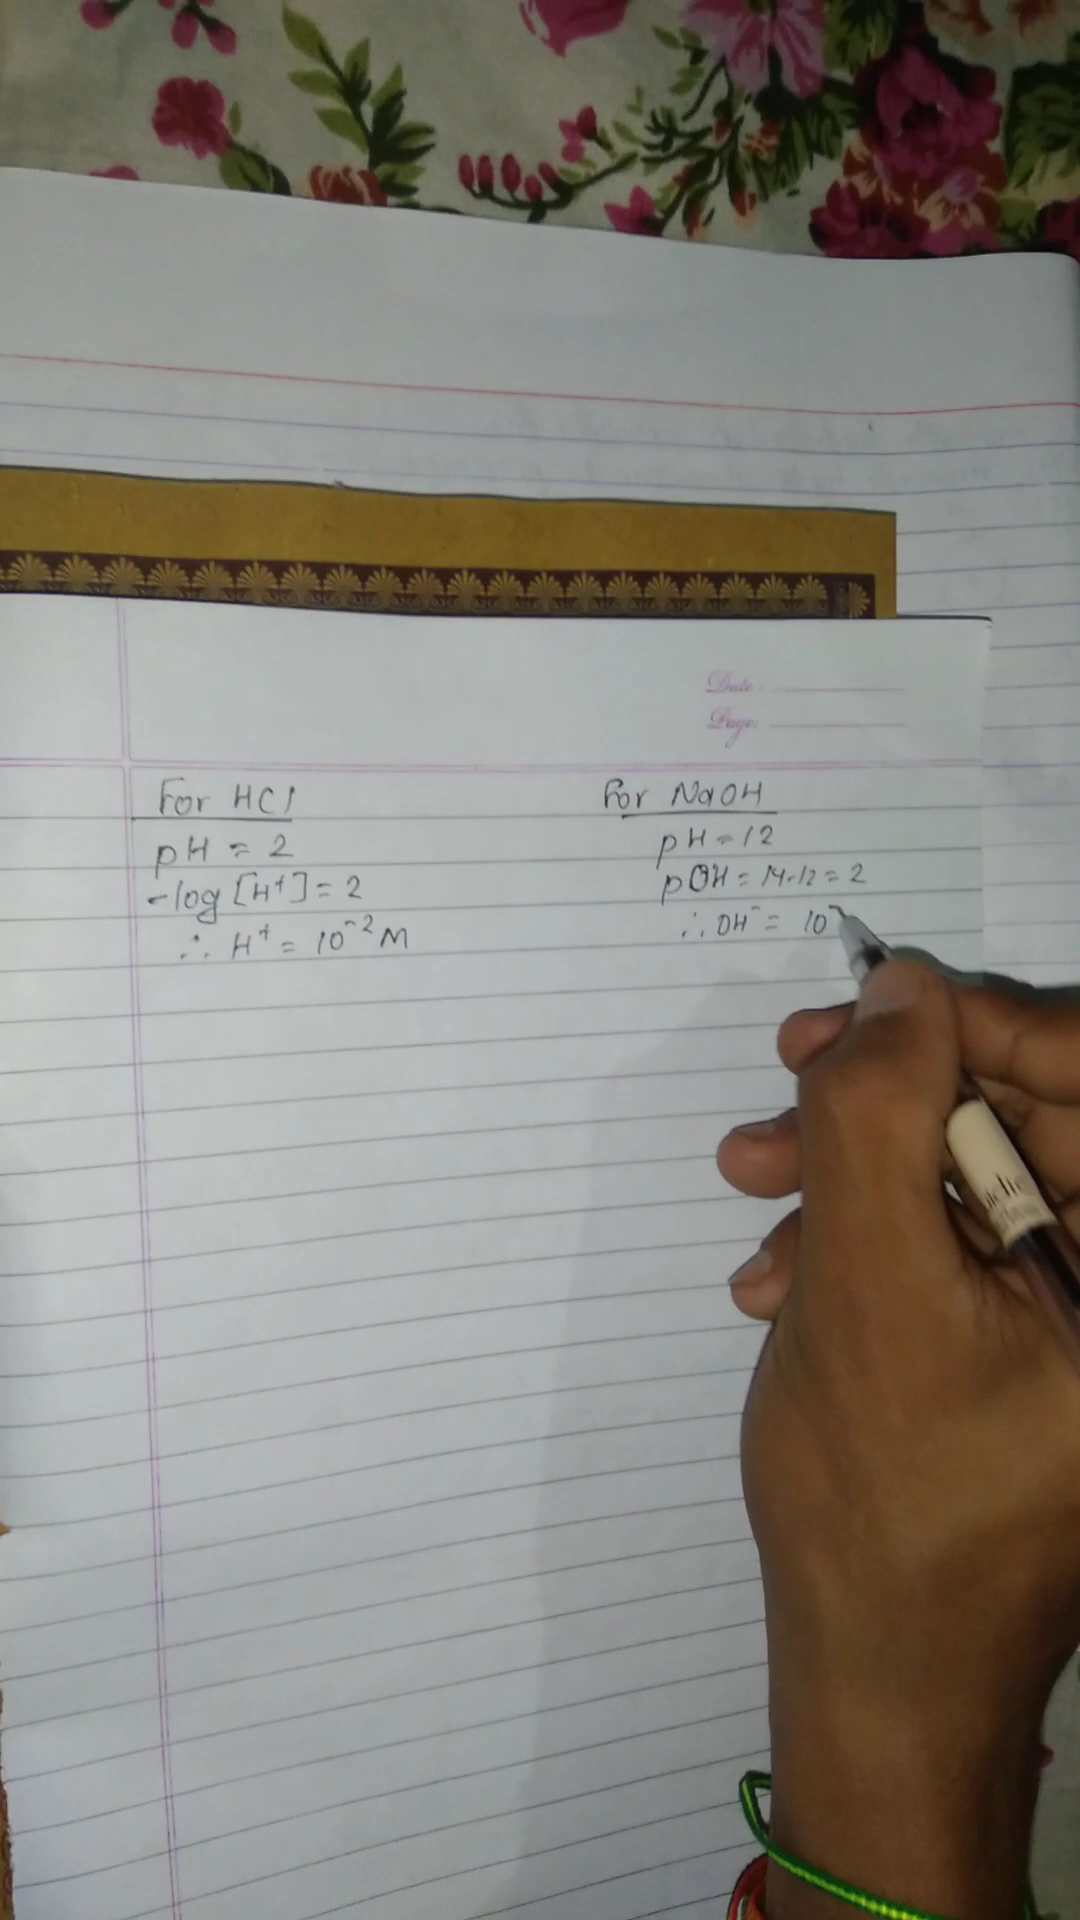 Date :
Page:
For HCl
pH = 2
-log [H⁺] = 2
∴ H⁺ = 10⁻² M
For NaOH
pH = 12
pOH = 14-12 = 2
∴ OH⁻ = 10⁻